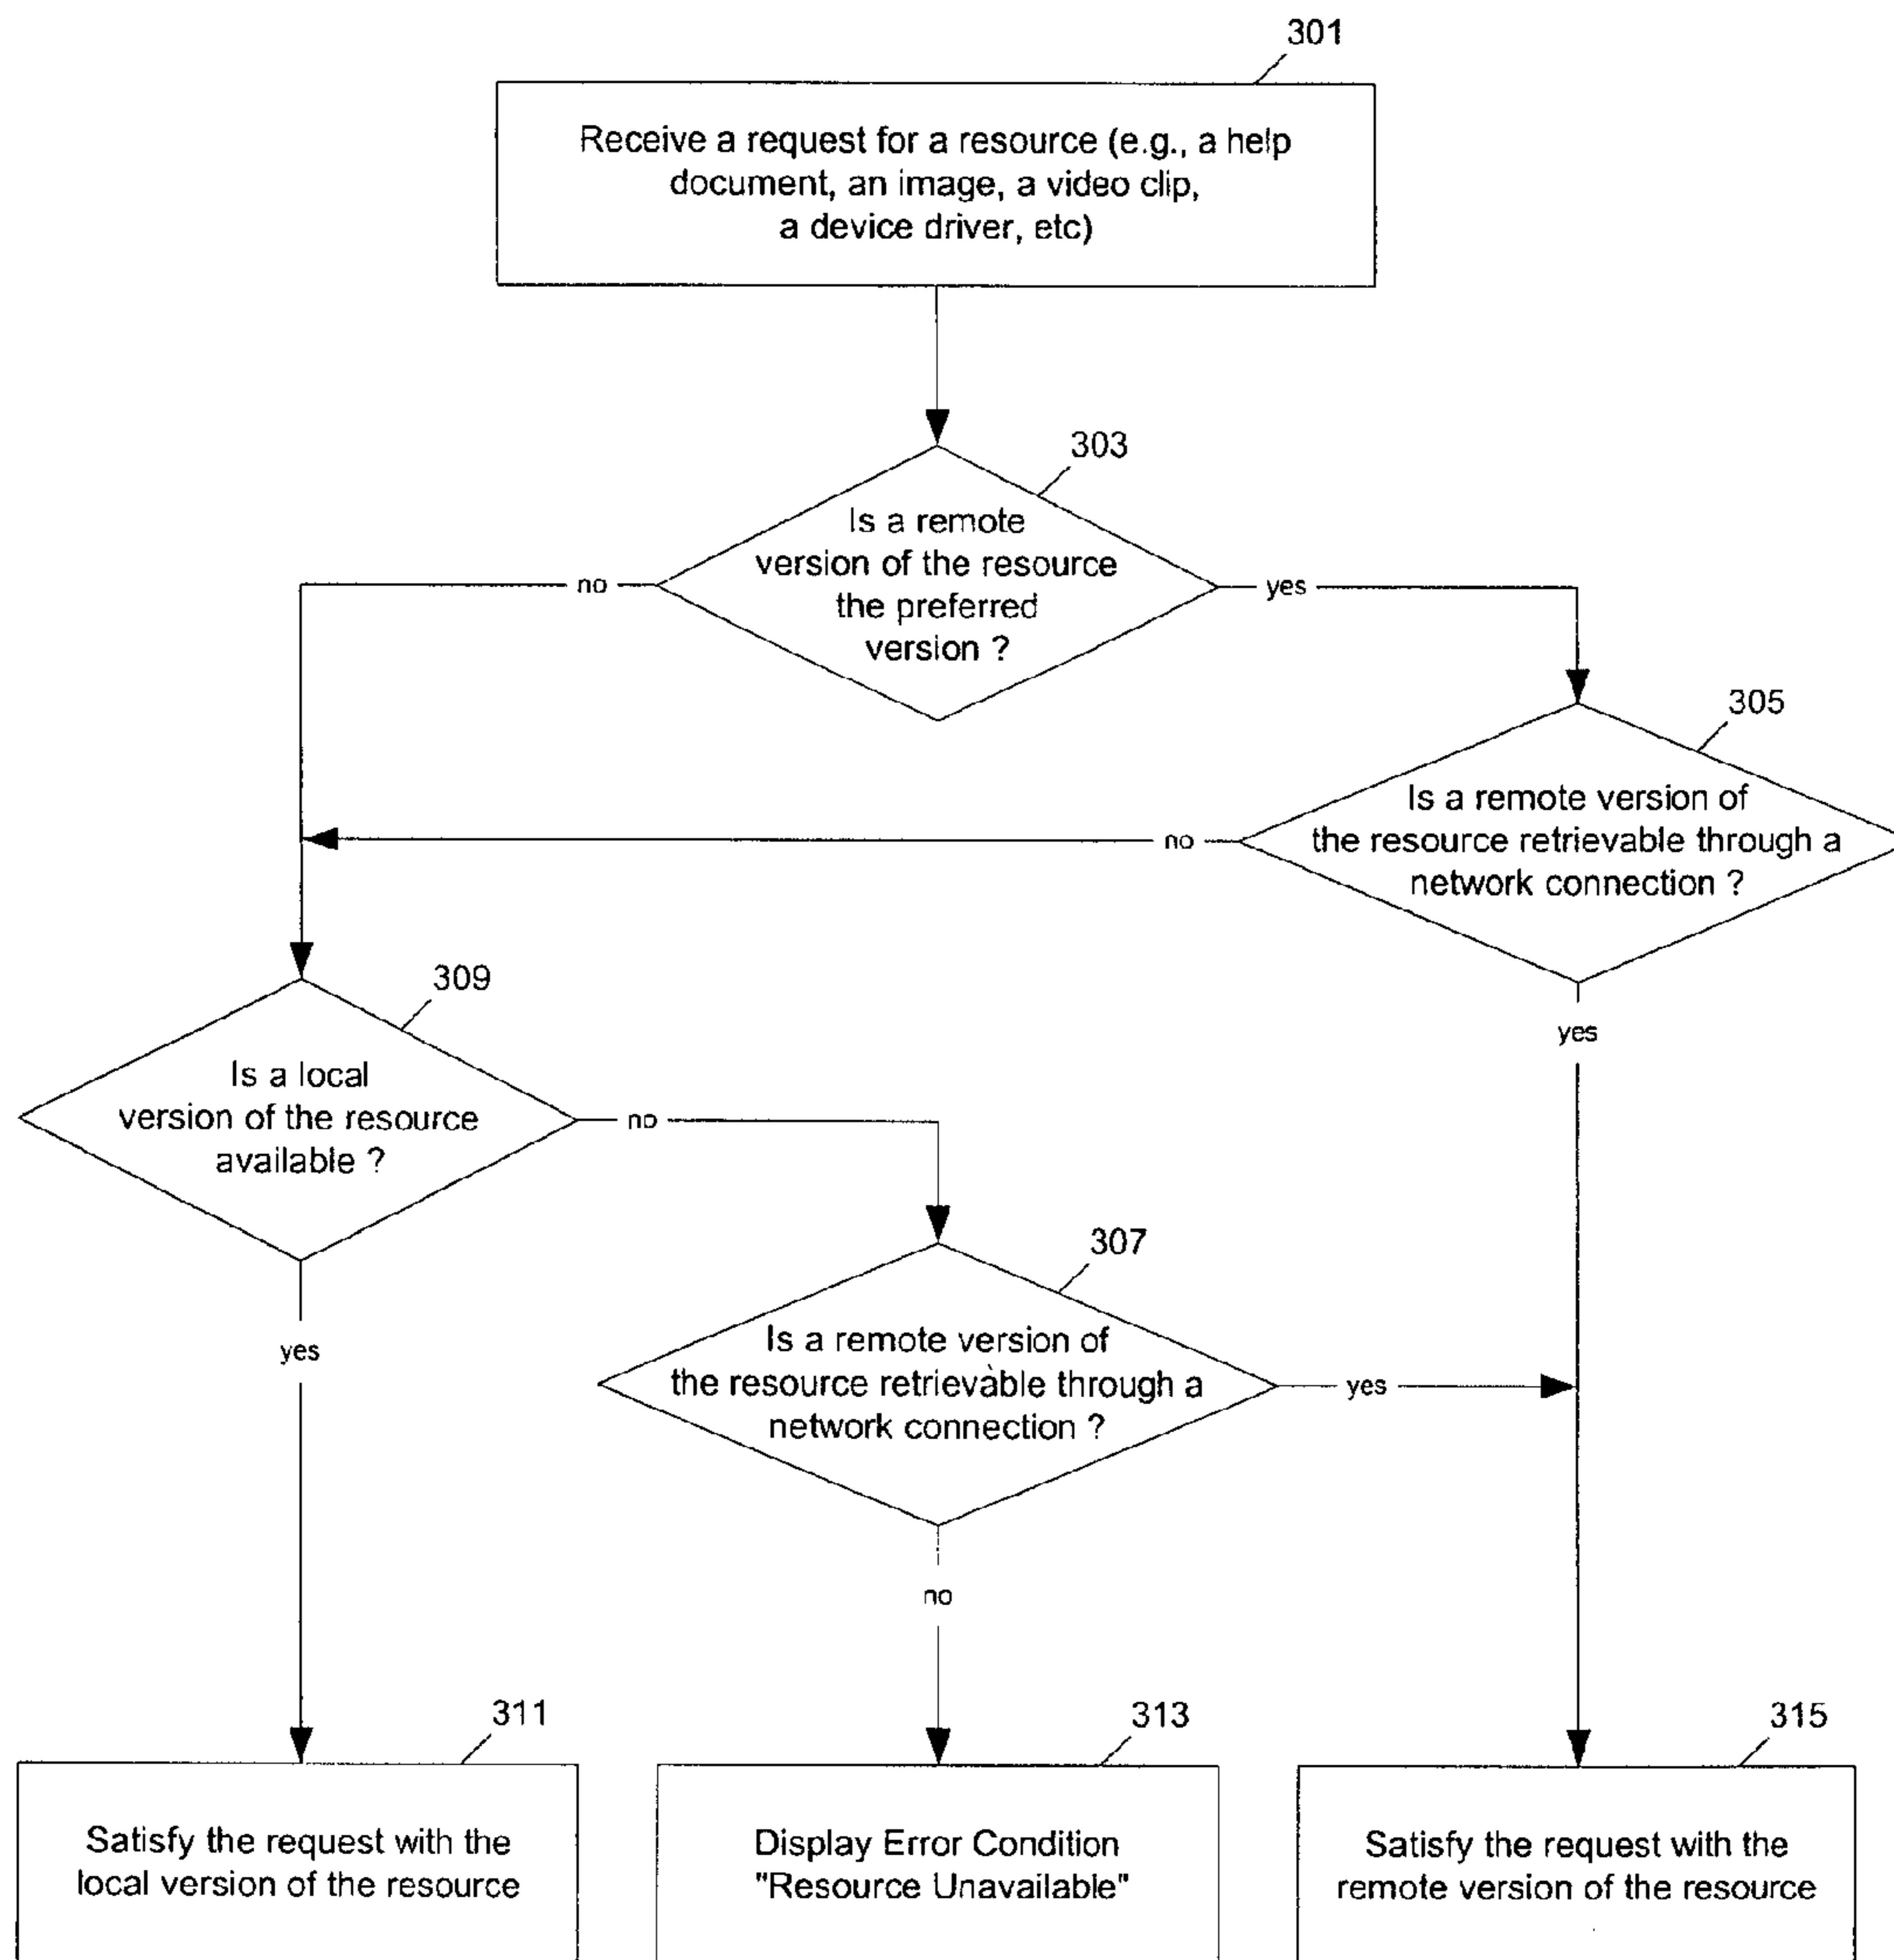 301
Receive a request for a resource (e.g., a help
document, an image, a video clip,
a device driver, etc)
303
Is a remote
version of the resource
the preferred
version ?
no
yes
305
Is a remote version of
the resource retrievable through a
network connection ?
no
yes
309
Is a local
version of the resource
available ?
no
yes
307
Is a remote version of
the resource retrievable through a
network connection ?
yes
no
311
Satisfy the request with the
local version of the resource
313
Display Error Condition
"Resource Unavailable"
315
Satisfy the request with the
remote version of the resource